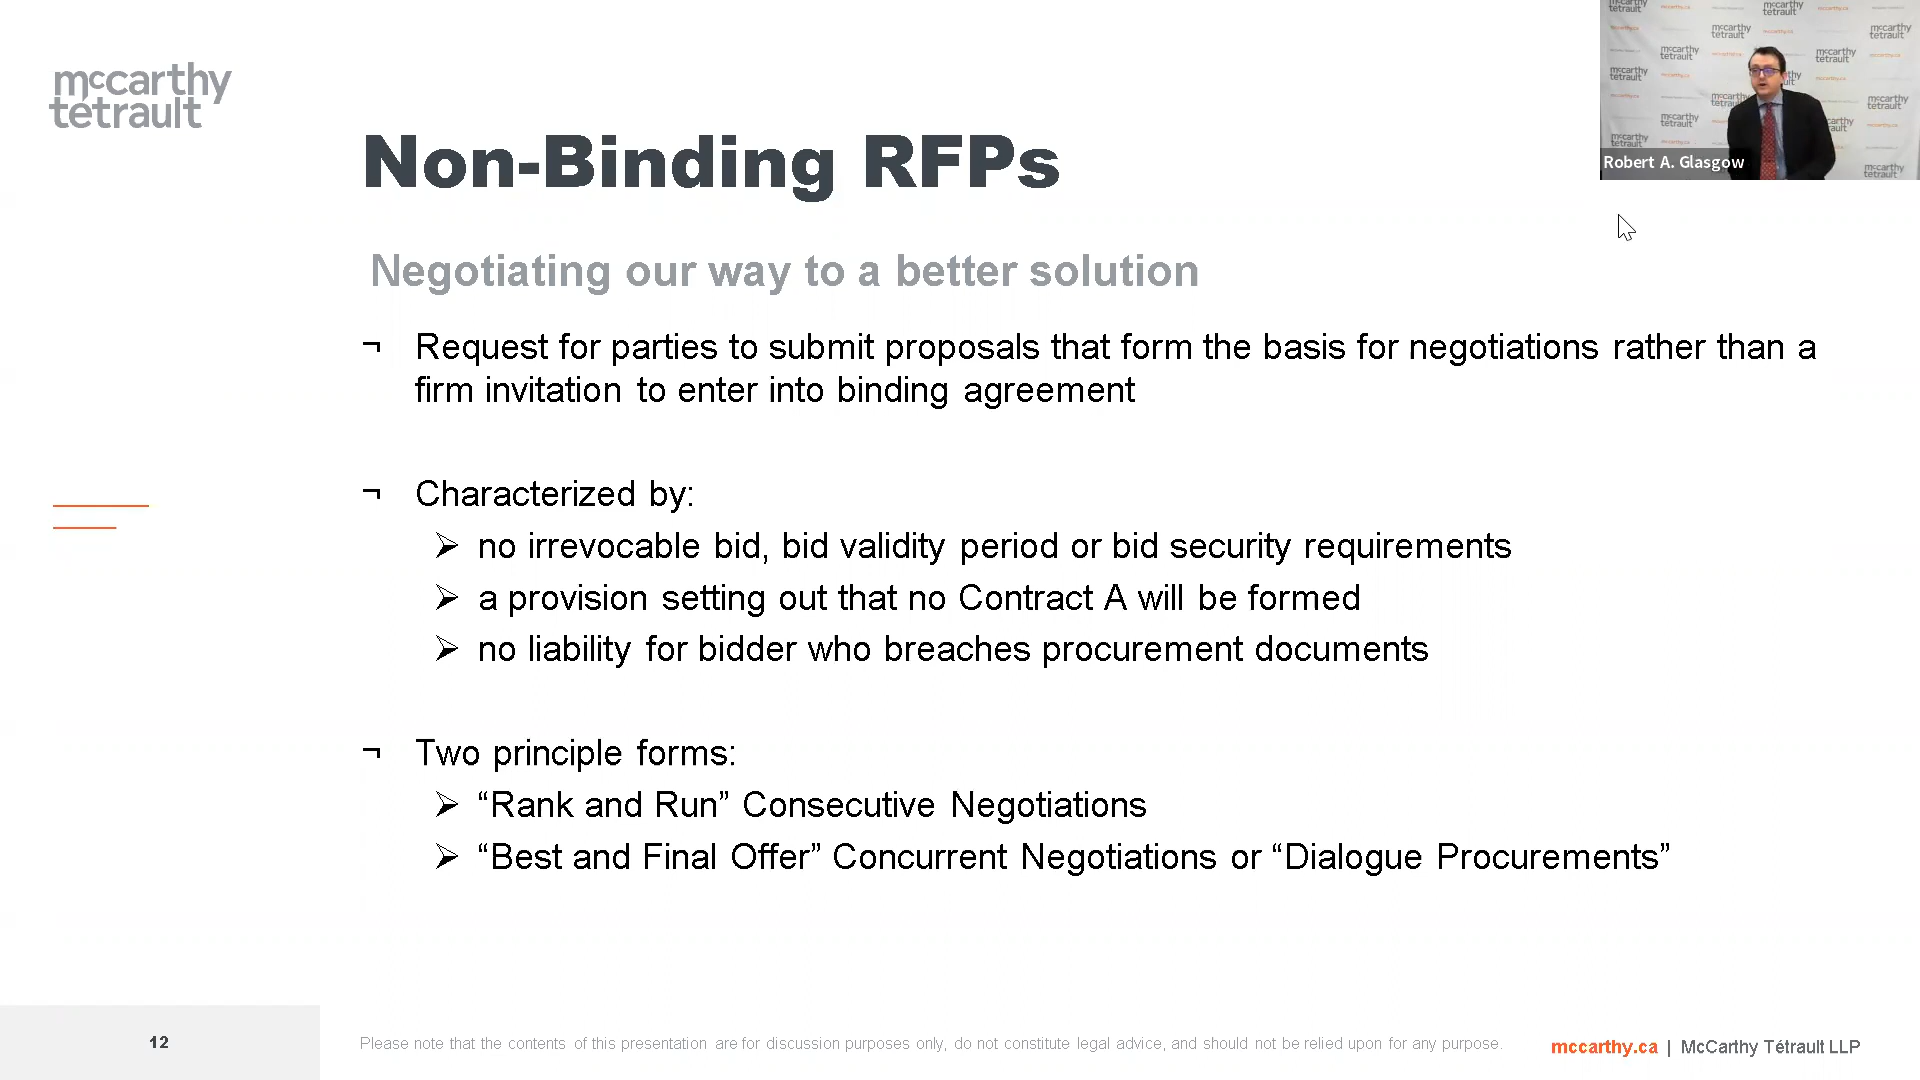 mccarthy
tetrault
Non-Binding RFPs
Negotiating our way to a better solution
¬ Request for parties to submit proposals that form the basis for negotiations rather than a
firm invitation to enter into binding agreement
¬ Characterized by:
➢ no irrevocable bid, bid validity period or bid security requirements
➢ a provision setting out that no Contract A will be formed
➢ no liability for bidder who breaches procurement documents
¬ Two principle forms:
➢ “Rank and Run” Consecutive Negotiations
➢ “Best and Final Offer” Concurrent Negotiations or “Dialogue Procurements”
Robert A. Glasgow
12
Please note that the contents of this presentation are for discussion purposes only, do not constitute legal advice, and should not be relied upon for any purpose.
mccarthy.ca | McCarthy Tétrault LLP